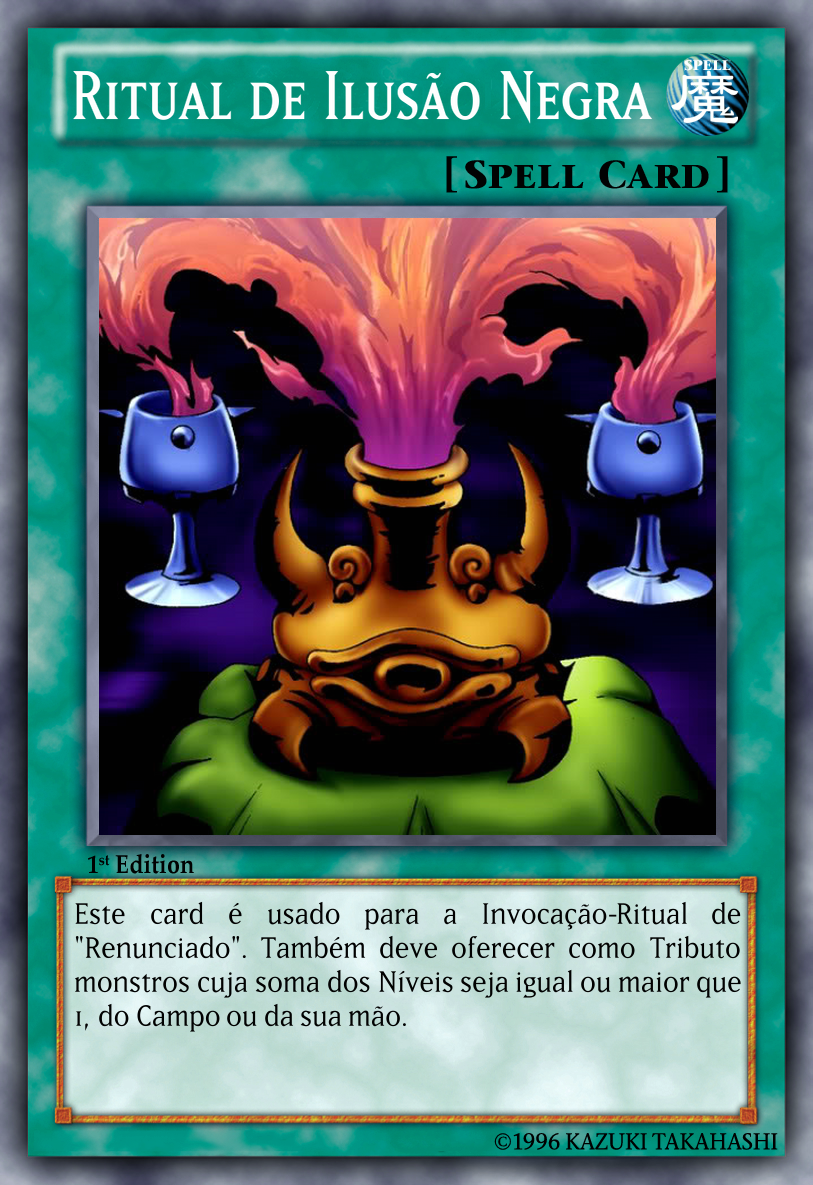 Ritual de Ilusão Negra
SPELL
魔
[Spell Card]
1st Edition
Este card é usado para a Invocação-Ritual de
"Renunciado". Também deve oferecer como Tributo
monstros cuja soma dos Níveis seja igual ou maior que
1, do Campo ou da sua mão.
©1996 KAZUKI TAKAHASHI